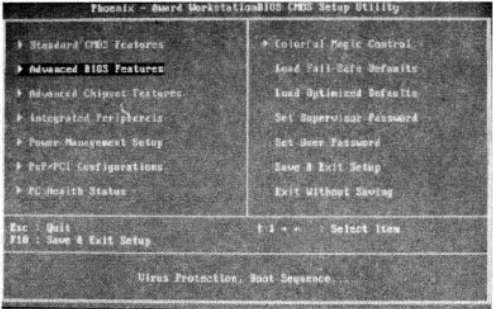 Phoenix - Award WorkstationBIOS CMOS Setup Utility
Standard CMOS Features
Advanced BIOS Features
Advanced Chipset Features
Integrated Peripherals
Power Management Setup
PnP/PCI Configurations
PC Health Status
Colorful Magic Control
Load Fail-Safe Defaults
Load Optimized Defaults
Set Supervisor Password
Set User Password
Save & Exit Setup
Exit Without Saving
Esc : Quit
F10 : Save & Exit Setup
↑ ↓ → ← : Select Item
Virus Protection, Boot Sequence...